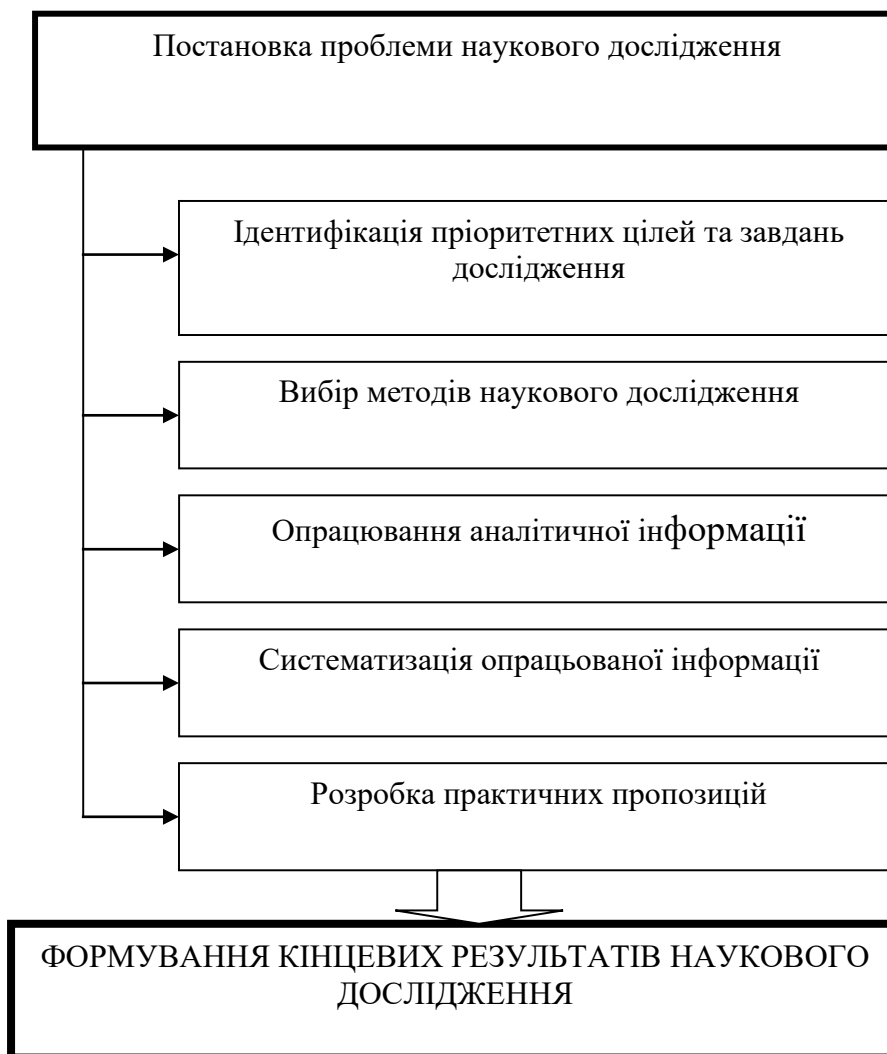 Постановка проблеми наукового дослідження
Ідентифікація пріоритетних цілей та завдань
дослідження
Вибір методів наукового дослідження
Опрацювання аналітичної інформації
Систематизація опрацьованої інформації
Розробка практичних пропозицій
ФОРМУВАННЯ КІНЦЕВИХ РЕЗУЛЬТАТІВ НАУКОВОГО
ДОСЛІДЖЕННЯ